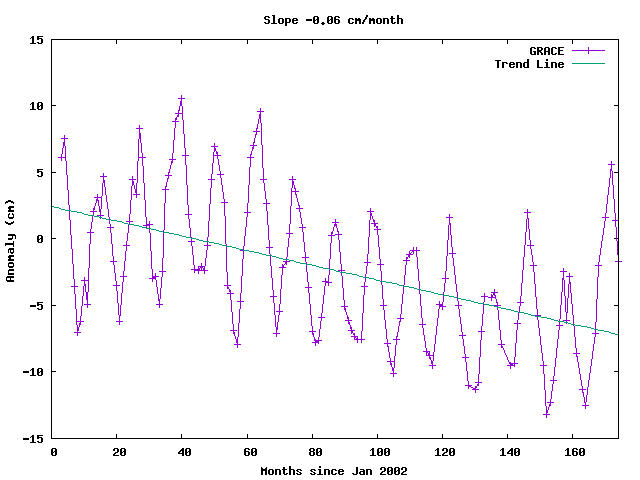 Slope -0.06 cm/month
GRACE
Trend Line
15
10
5
0
-5
-10
-15
Anomaly (cm)
0 20 40 60 80 100 120 140 160
Months since Jan 2002